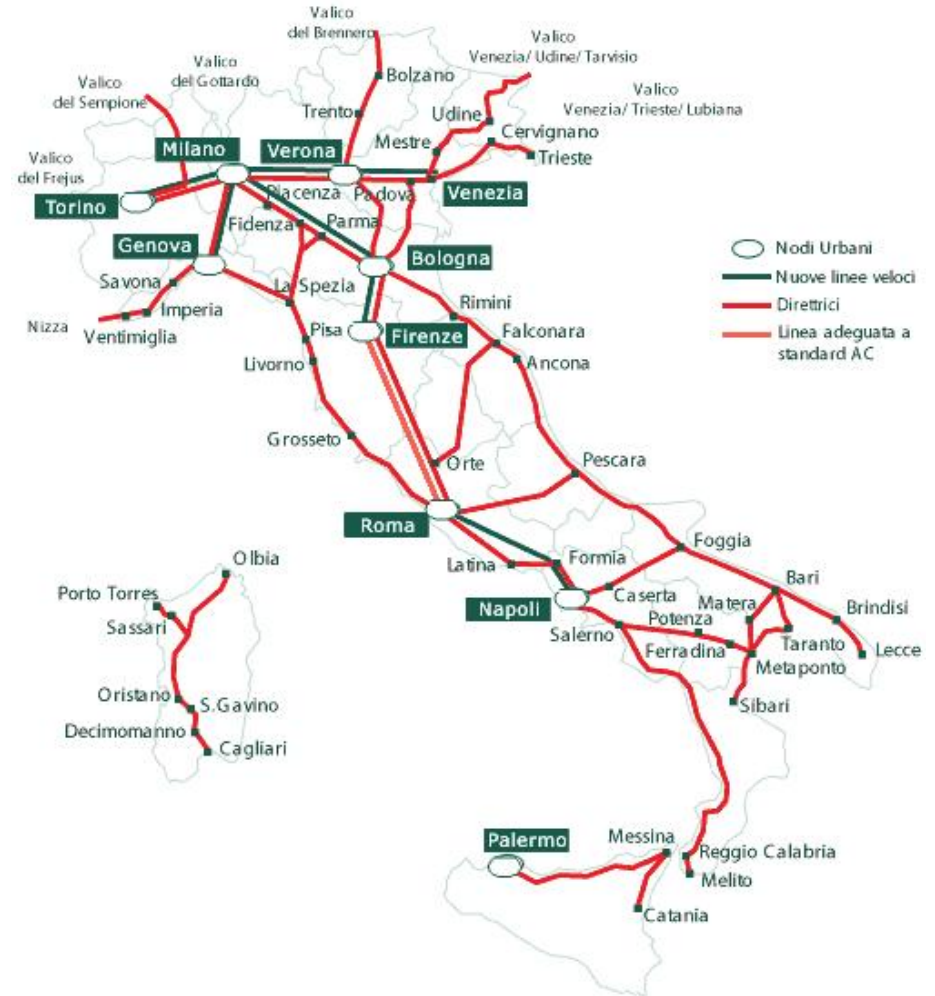 Valico
del Brennero
Valico
Venezia/ Udine/ Tarvisio
Valico
del Gottardo
Bolzano
Valico
del Sempione
Valico
Venezia/ Trieste/ Lubiana
Trento
Udine
Cervignano
Mestre
Trieste
Milano
Verona
Valico
del Frejus
Piacenza
Padova
Venezia
Torino
Fidenza
Parma
Genova
Bologna
Nodi Urbani
Savona
La Spezia
Nuove linee veloci
Imperia
Rimini
Direttrici
Nizza
Ventimiglia
Pisa
Firenze
Falconara
Linea adeguata a
standard AC
Livorno
Ancona
Grosseto
Orte
Pescara
Roma
Foggia
Latina
Formia
Olbia
Bari
Porto Torres
Napoli
Caserta
Matera
Brindisi
Sassari
Salerno
Potenza
Taranto
Ferradina
Lecce
Metaponto
Oristano
S.Gavino
Sibari
Decimomanno
Cagliari
Palermo
Messina
Reggio Calabria
Melito
Catania